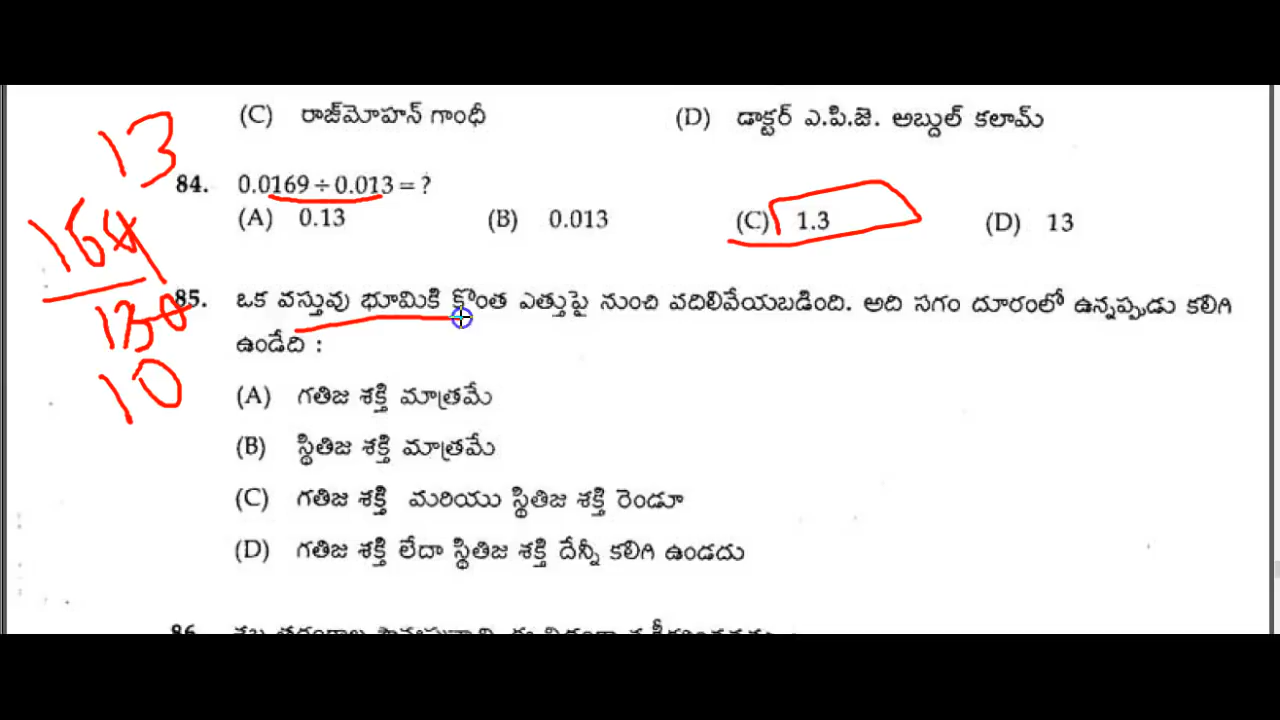 (C) రాజ్‌మోహన్ గాంధీ (D) డాక్టర్ ఎ.పి.జె. అబ్దుల్ కలామ్
13
84. 0.0169 ÷ 0.013 = ?
(A) 0.13 (B) 0.013 (C) 1.3 (D) 13
85. ఒక వస్తువు భూమికి కొంత ఎత్తుపై నుంచి వదిలివేయబడింది. అది సగం దూరంలో ఉన్నప్పుడు కలిగి
ఉండేది :
10
(A) గతిజ శక్తి మాత్రమే
(B) స్థితిజ శక్తి మాత్రమే
(C) గతిజ శక్తి మరియు స్థితిజ శక్తి రెండూ
(D) గతిజ శక్తి లేదా స్థితిజ శక్తి దేన్నీ కలిగి ఉండదు